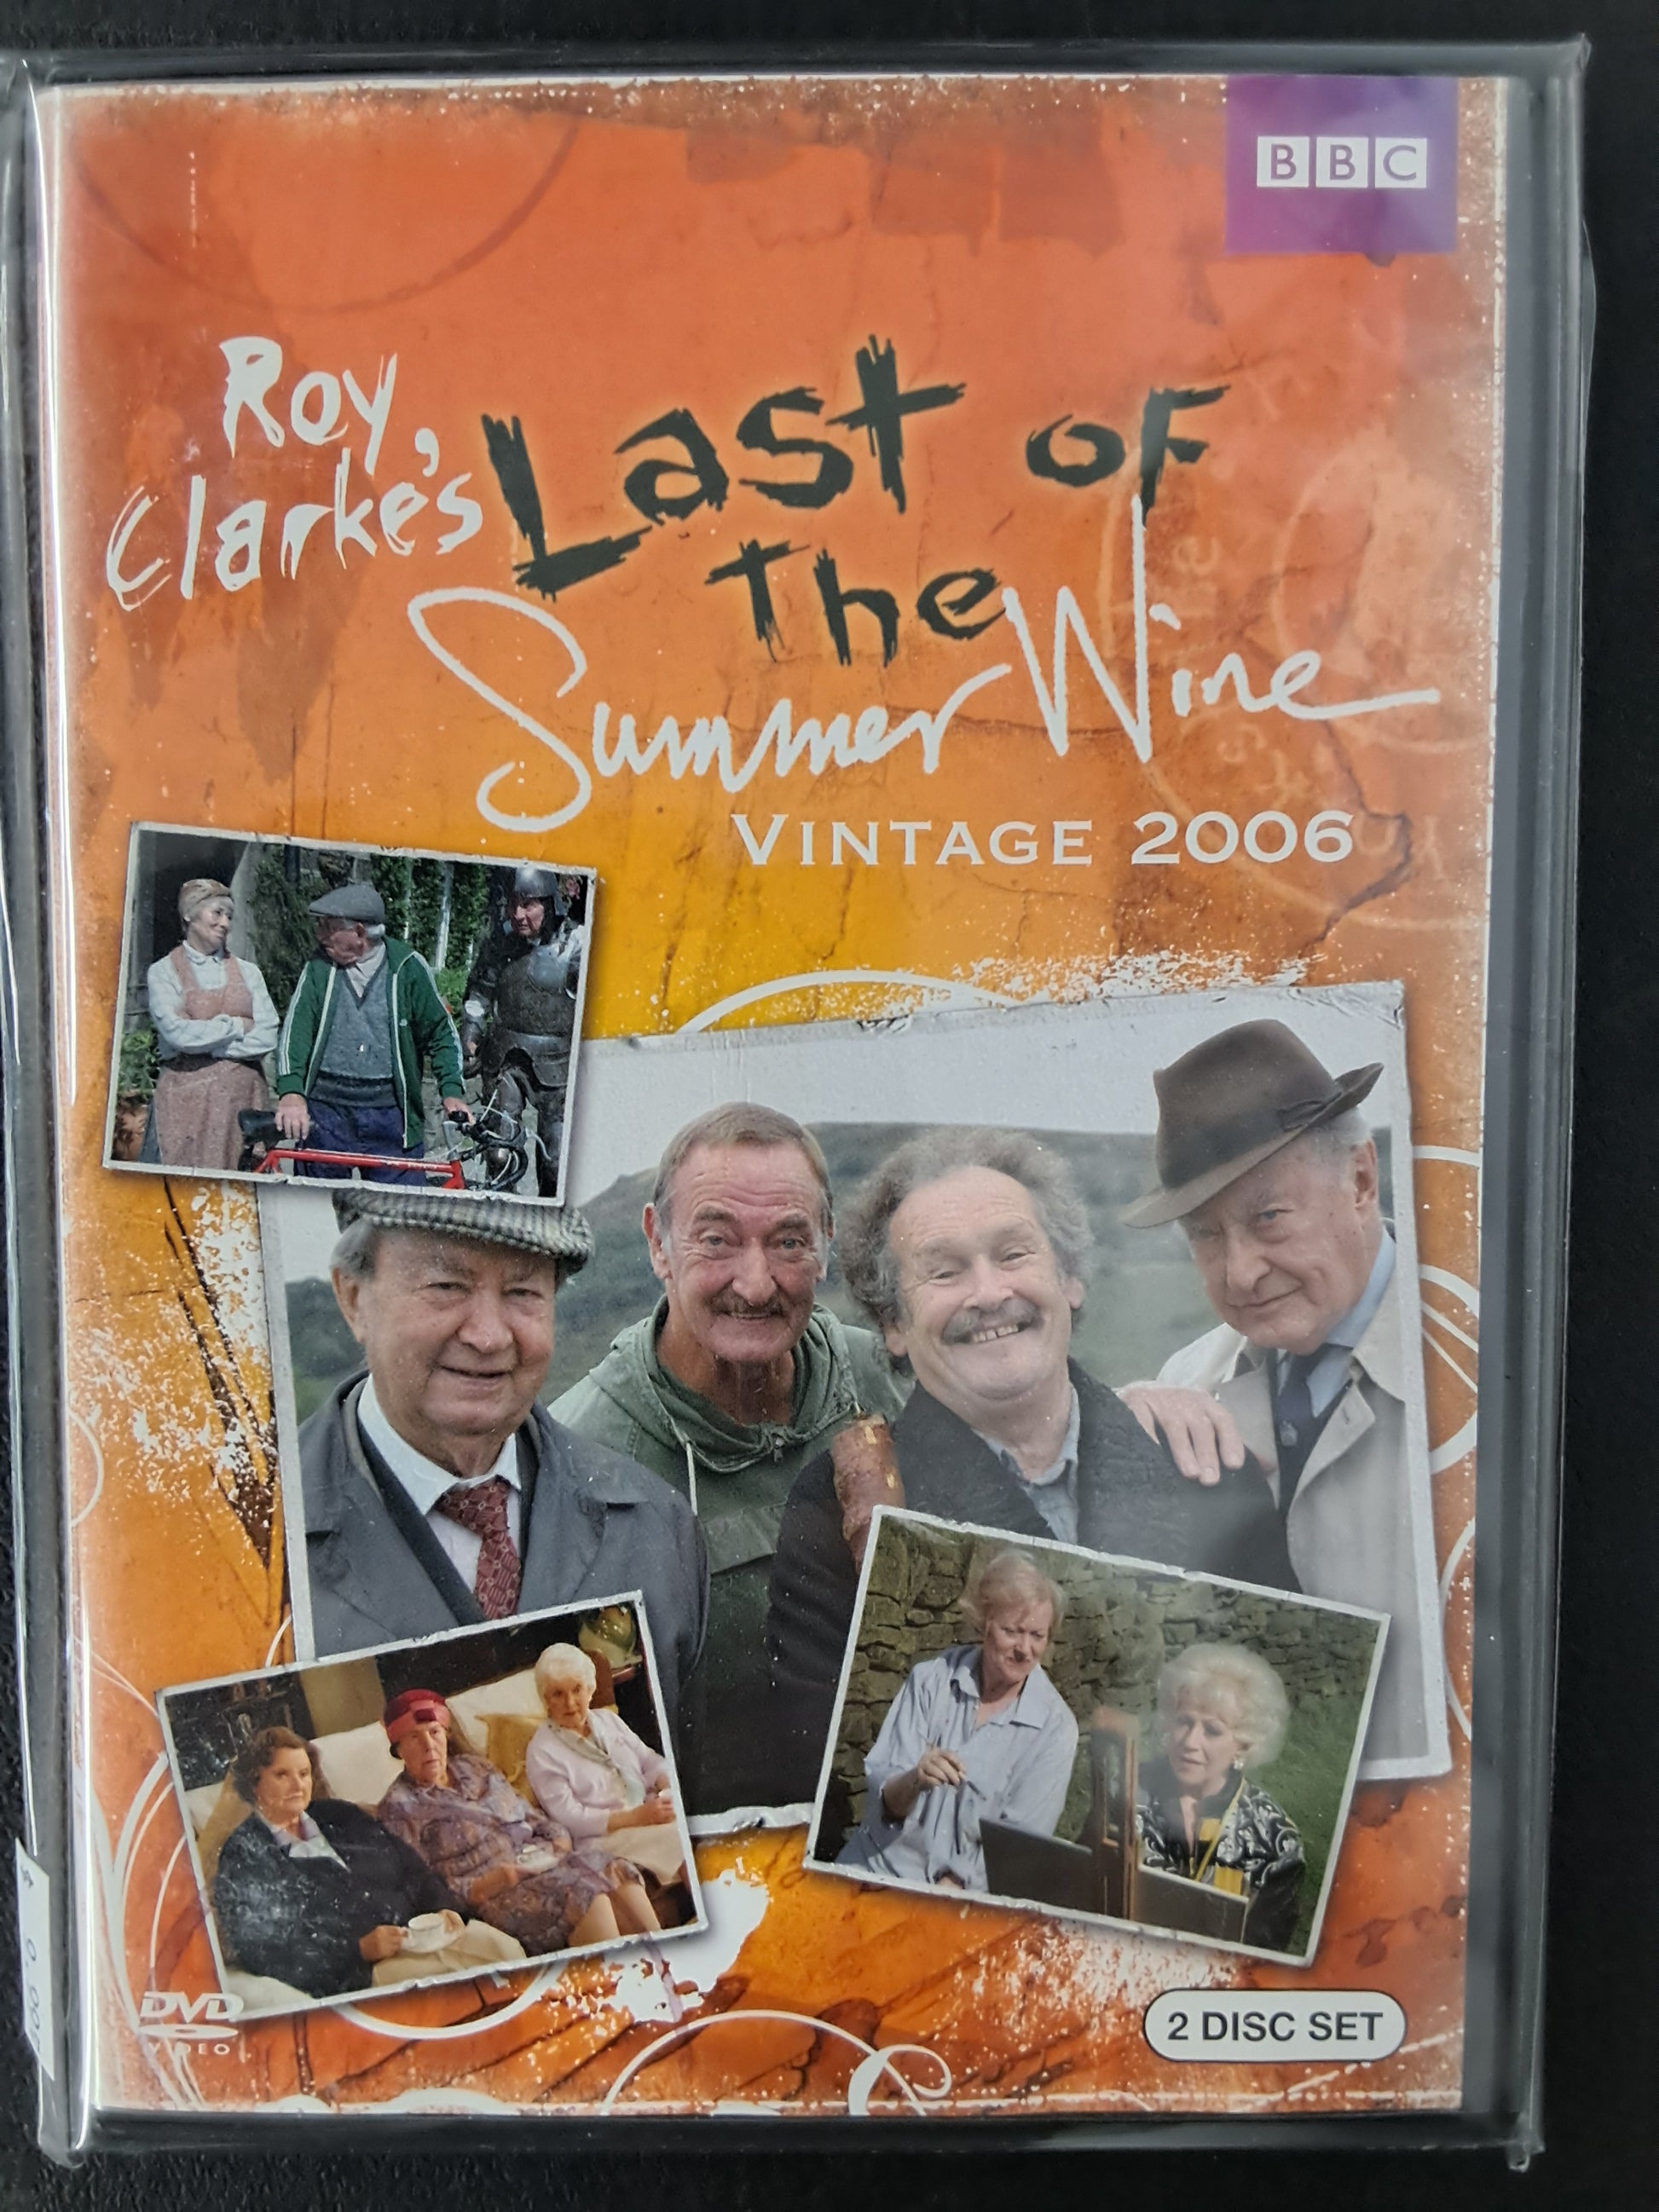 BBC
Roy
Clarke's
Last of
The
Summer Wine
VINTAGE 2006
DVD
VIDEO
2 DISC SET